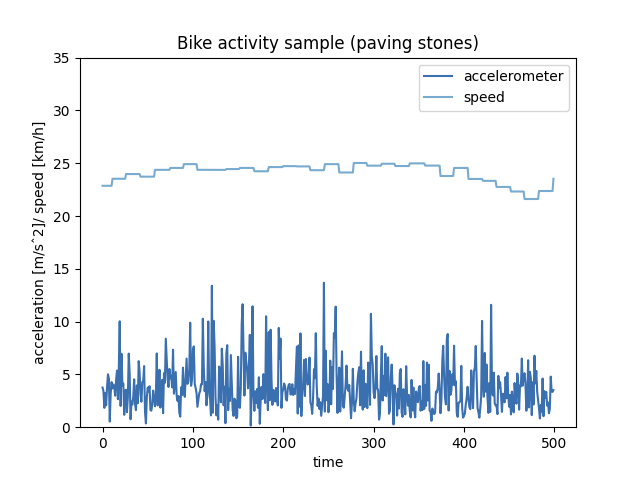 Bike activity sample (paving stones)
accelerometer
speed
35
30
25
20
15
10
5
0
acceleration [m/sˆ2]/ speed [km/h]
0 100 200 300 400 500
time